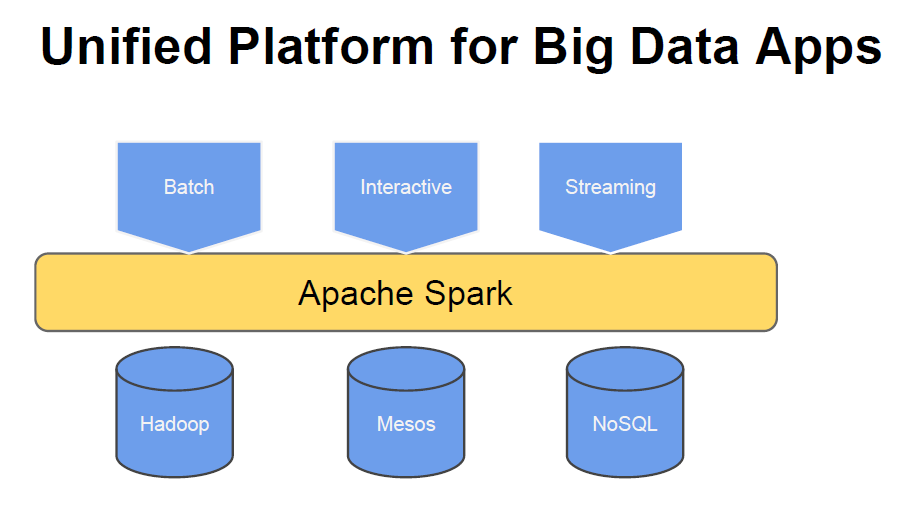 Unified Platform for Big Data Apps
Batch
Interactive
Streaming
Apache Spark
Hadoop
Mesos
NoSQL